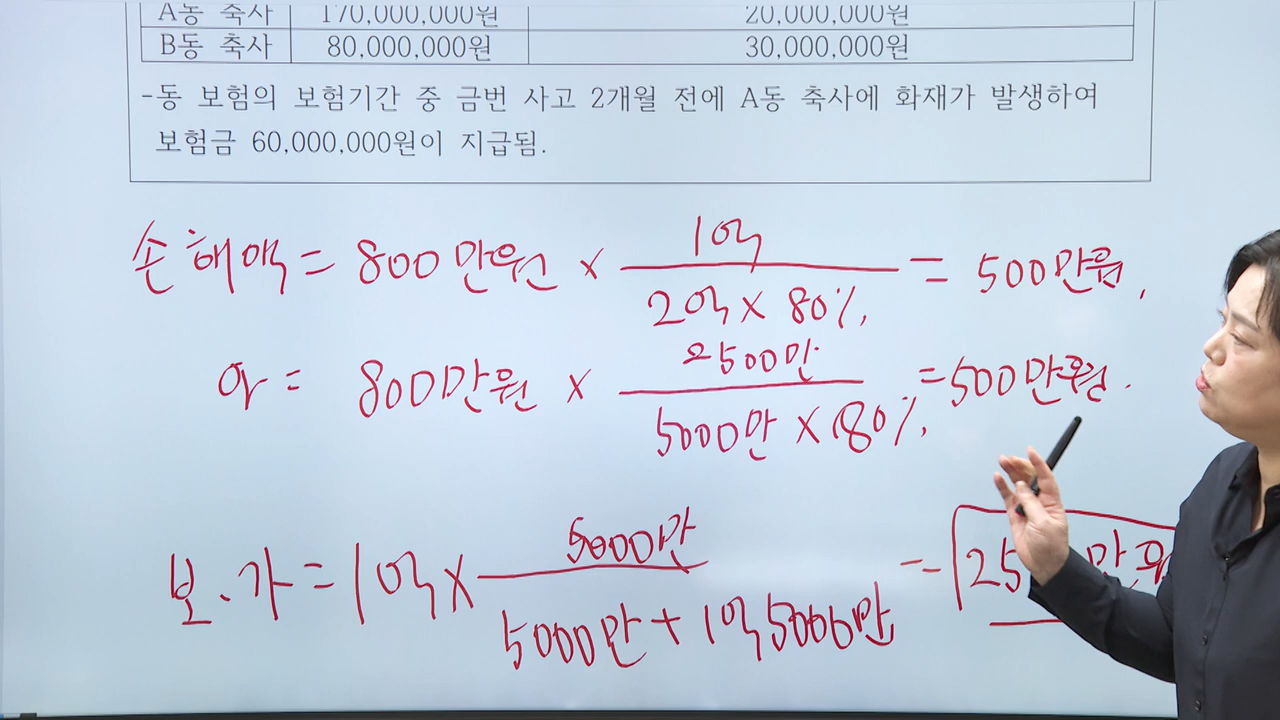 A동 축사 170,000,000원 20,000,000원
B동 축사 80,000,000원 30,000,000원
-동 보험의 보험기간 중 금번 사고 2개월 전에 A동 축사에 화재가 발생하여
보험금 60,000,000원이 지급됨.
손해액 = 800만원 × 1억 / 2억 × 80% = 500만원.
= 800만원 × 2500만 / 5000만 × 80% = 500만원.
보.가 = 1억 × 5000만 / 5000만 + 1억 5000만 = 25 만원